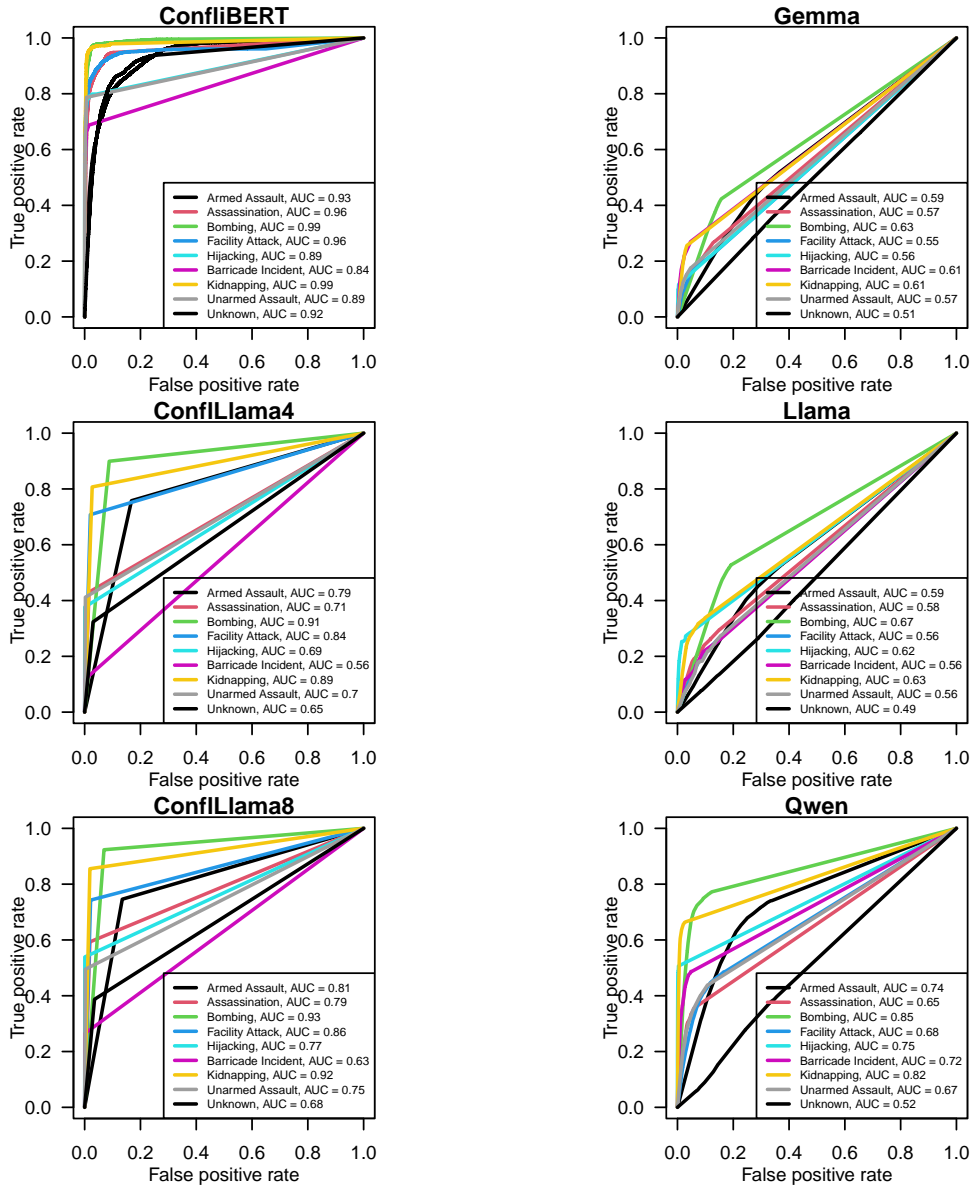 ConfliBERT
True positive rate
1.0
0.8
0.6
0.4
0.2
0.0
Armed Assault, AUC = 0.93
Assassination, AUC = 0.96
Bombing, AUC = 0.99
Facility Attack, AUC = 0.96
Hijacking, AUC = 0.89
Barricade Incident, AUC = 0.84
Kidnapping, AUC = 0.99
Unarmed Assault, AUC = 0.89
Unknown, AUC = 0.92
0.0 0.2 0.4 0.6 0.8 1.0
False positive rate
Gemma
True positive rate
1.0
0.8
0.6
0.4
0.2
0.0
Armed Assault, AUC = 0.59
Assassination, AUC = 0.57
Bombing, AUC = 0.63
Facility Attack, AUC = 0.55
Hijacking, AUC = 0.56
Barricade Incident, AUC = 0.61
Kidnapping, AUC = 0.61
Unarmed Assault, AUC = 0.57
Unknown, AUC = 0.51
0.0 0.2 0.4 0.6 0.8 1.0
False positive rate
ConflLlama4
True positive rate
1.0
0.8
0.6
0.4
0.2
0.0
Armed Assault, AUC = 0.79
Assassination, AUC = 0.71
Bombing, AUC = 0.91
Facility Attack, AUC = 0.84
Hijacking, AUC = 0.69
Barricade Incident, AUC = 0.56
Kidnapping, AUC = 0.89
Unarmed Assault, AUC = 0.7
Unknown, AUC = 0.65
0.0 0.2 0.4 0.6 0.8 1.0
False positive rate
Llama
True positive rate
1.0
0.8
0.6
0.4
0.2
0.0
Armed Assault, AUC = 0.59
Assassination, AUC = 0.58
Bombing, AUC = 0.67
Facility Attack, AUC = 0.56
Hijacking, AUC = 0.62
Barricade Incident, AUC = 0.56
Kidnapping, AUC = 0.63
Unarmed Assault, AUC = 0.56
Unknown, AUC = 0.49
0.0 0.2 0.4 0.6 0.8 1.0
False positive rate
ConflLlama8
True positive rate
1.0
0.8
0.6
0.4
0.2
0.0
Armed Assault, AUC = 0.81
Assassination, AUC = 0.79
Bombing, AUC = 0.93
Facility Attack, AUC = 0.86
Hijacking, AUC = 0.77
Barricade Incident, AUC = 0.63
Kidnapping, AUC = 0.92
Unarmed Assault, AUC = 0.75
Unknown, AUC = 0.68
0.0 0.2 0.4 0.6 0.8 1.0
False positive rate
Qwen
True positive rate
1.0
0.8
0.6
0.4
0.2
0.0
Armed Assault, AUC = 0.74
Assassination, AUC = 0.65
Bombing, AUC = 0.85
Facility Attack, AUC = 0.68
Hijacking, AUC = 0.75
Barricade Incident, AUC = 0.72
Kidnapping, AUC = 0.82
Unarmed Assault, AUC = 0.67
Unknown, AUC = 0.52
0.0 0.2 0.4 0.6 0.8 1.0
False positive rate